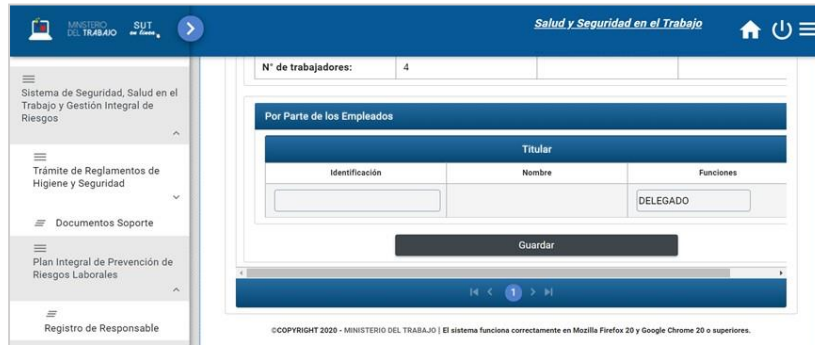 MINISTERIO
DEL TRABAJO
SUT
en línea
Salud y Seguridad en el Trabajo
Sistema de Seguridad, Salud en el
Trabajo y Gestión Integral de
Riesgos
Trámite de Reglamentos de
Higiene y Seguridad
Documentos Soporte
Plan Integral de Prevención de
Riesgos Laborales
Registro de Responsable
N° de trabajadores: 4
Por Parte de los Empleados
Titular
Identificación Nombre Funciones
DELEGADO
Guardar
1
©COPYRIGHT 2020 - MINISTERIO DEL TRABAJO | El sistema funciona correctamente en Mozilla Firefox 20 y Google Chrome 20 o superiores.